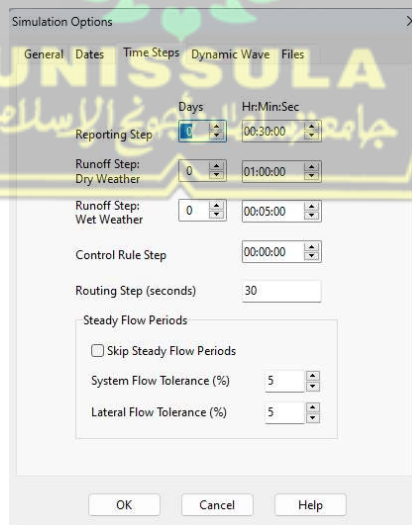 Simulation Options
General Dates Time Steps Dynamic Wave Files
UNISSULA
Days Hr:Min:Sec
Reporting Step 0 00:30:00
Runoff Step:
Dry Weather 0 01:00:00
Runoff Step:
Wet Weather 0 00:05:00
Control Rule Step 00:00:00
Routing Step (seconds) 30
Steady Flow Periods
Skip Steady Flow Periods
System Flow Tolerance (%) 5
Lateral Flow Tolerance (%) 5
OK Cancel Help